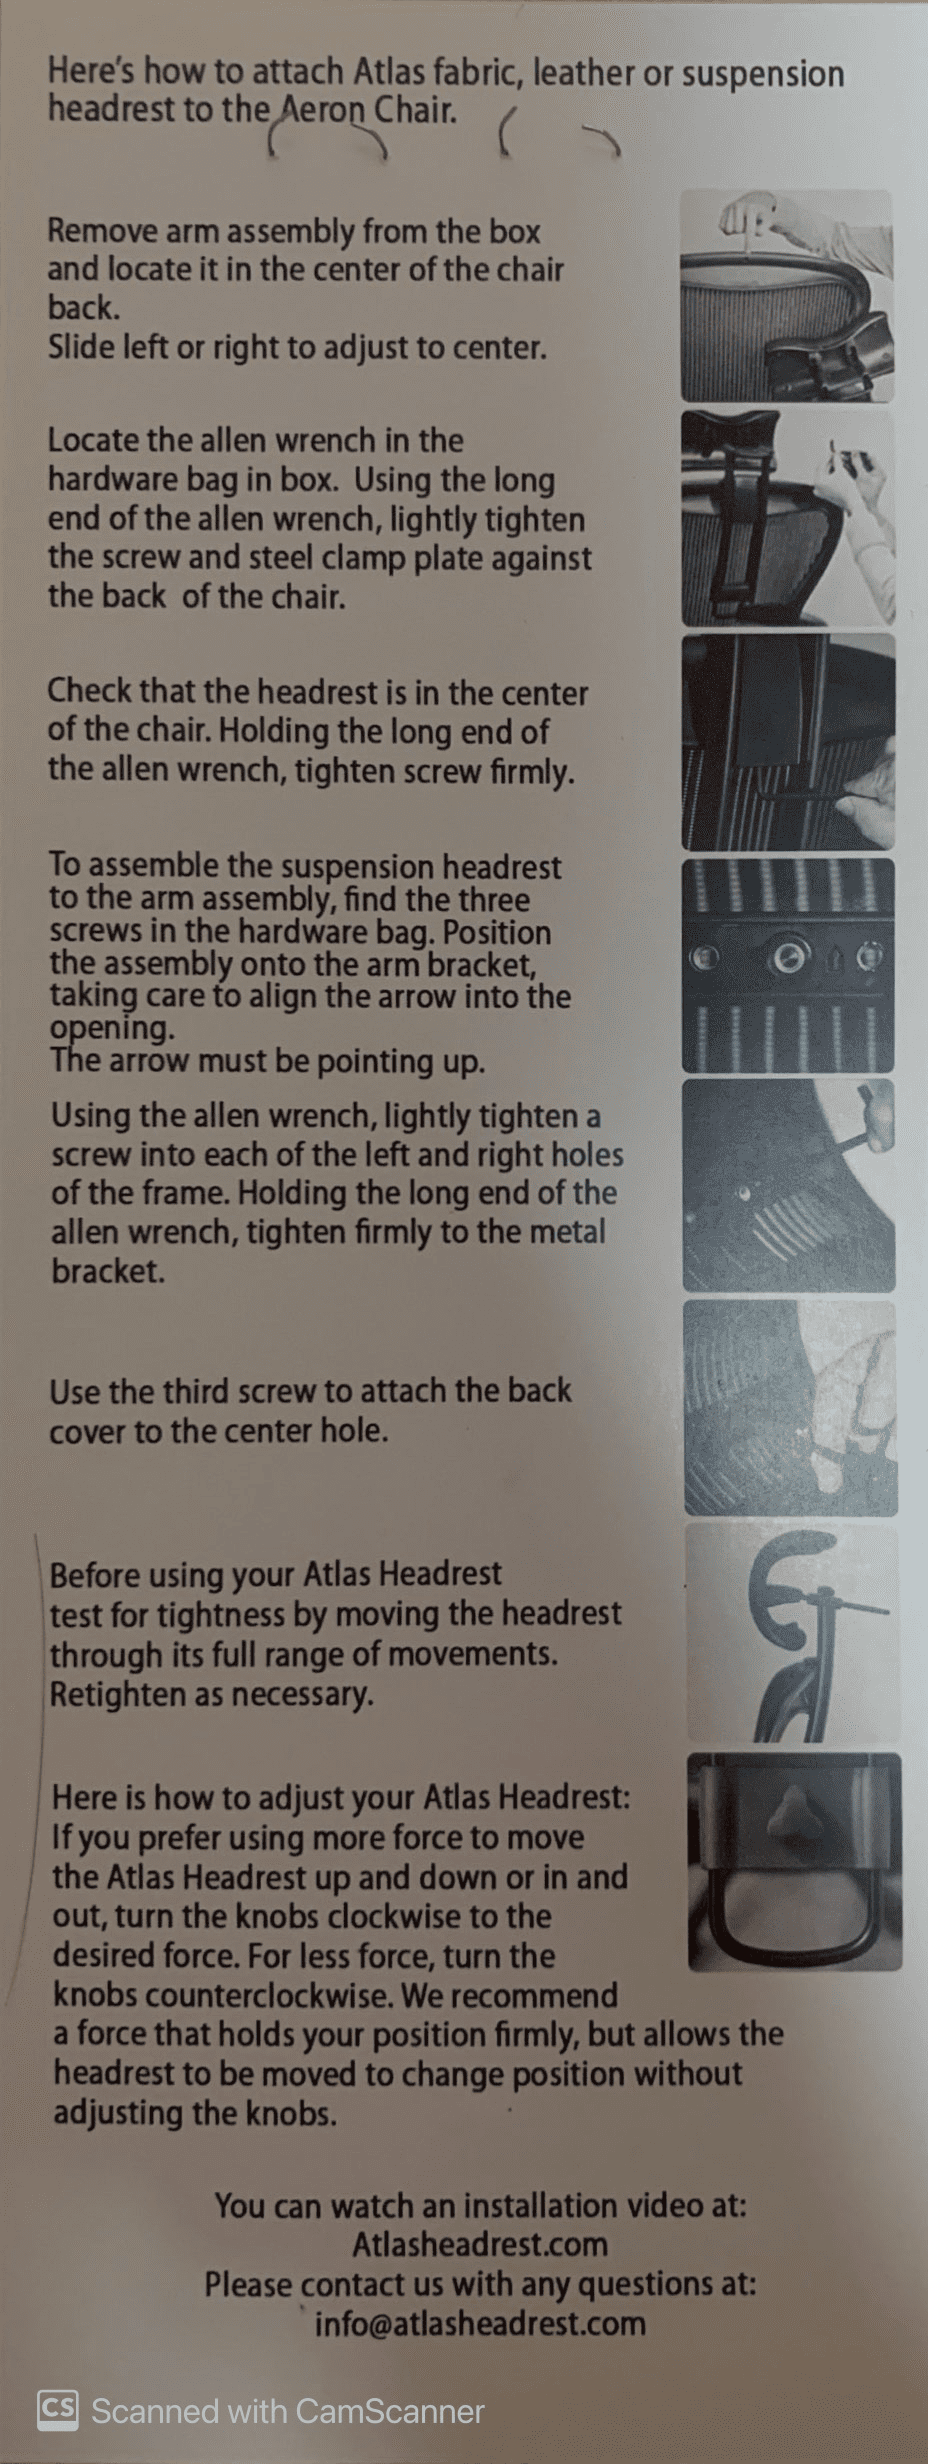 Here's how to attach Atlas fabric, leather or suspension
headrest to the Aeron Chair.
Remove arm assembly from the box
and locate it in the center of the chair
back.
Slide left or right to adjust to center.
Locate the allen wrench in the
hardware bag in box. Using the long
end of the allen wrench, lightly tighten
the screw and steel clamp plate against
the back of the chair.
Check that the headrest is in the center
of the chair. Holding the long end of
the allen wrench, tighten screw firmly.
To assemble the suspension headrest
to the arm assembly, find the three
screws in the hardware bag. Position
the assembly onto the arm bracket,
taking care to align the arrow into the
opening.
The arrow must be pointing up.
Using the allen wrench, lightly tighten a
screw into each of the left and right holes
of the frame. Holding the long end of the
allen wrench, tighten firmly to the metal
bracket.
Use the third screw to attach the back
cover to the center hole.
Before using your Atlas Headrest
test for tightness by moving the headrest
through its full range of movements.
Retighten as necessary.
Here is how to adjust your Atlas Headrest:
If you prefer using more force to move
the Atlas Headrest up and down or in and
out, turn the knobs clockwise to the
desired force. For less force, turn the
knobs counterclockwise. We recommend
a force that holds your position firmly, but allows the
headrest to be moved to change position without
adjusting the knobs.
You can watch an installation video at:
Atlasheadrest.com
Please contact us with any questions at:
info@atlasheadrest.com
CS Scanned with CamScanner